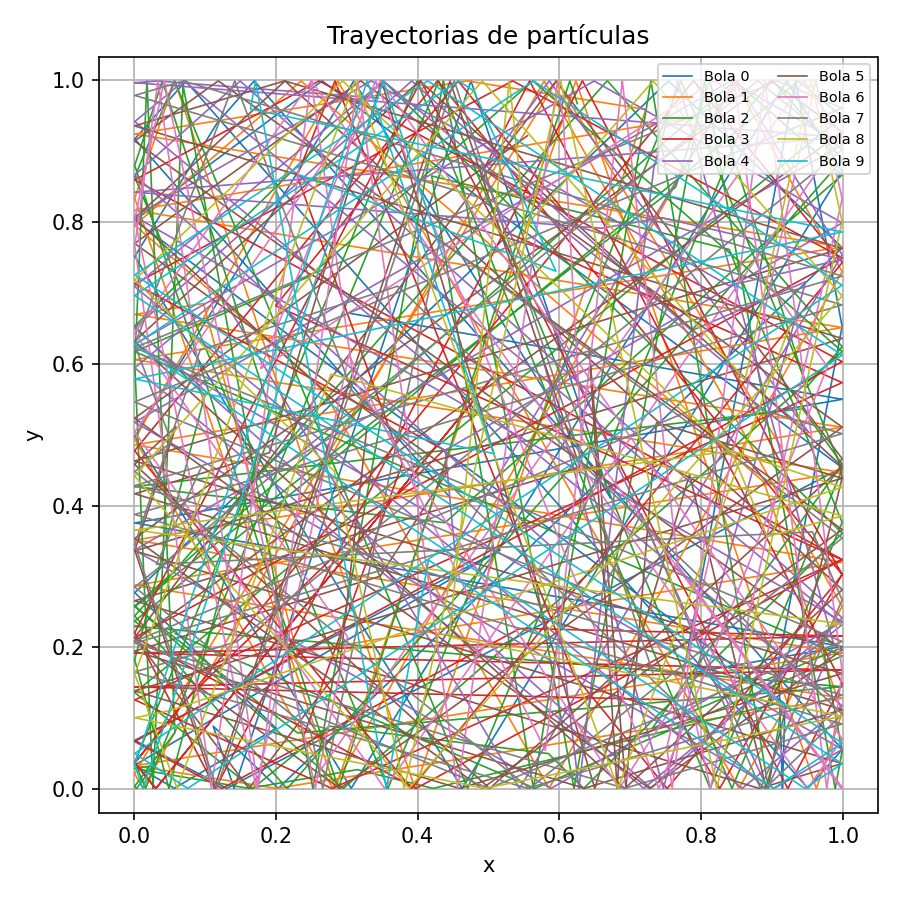 Trayectorias de partículas
Bola 0
Bola 1
Bola 2
Bola 3
Bola 4
Bola 5
Bola 6
Bola 7
Bola 8
Bola 9
y
1.0
0.8
0.6
0.4
0.2
0.0
0.0 0.2 0.4 0.6 0.8 1.0
x